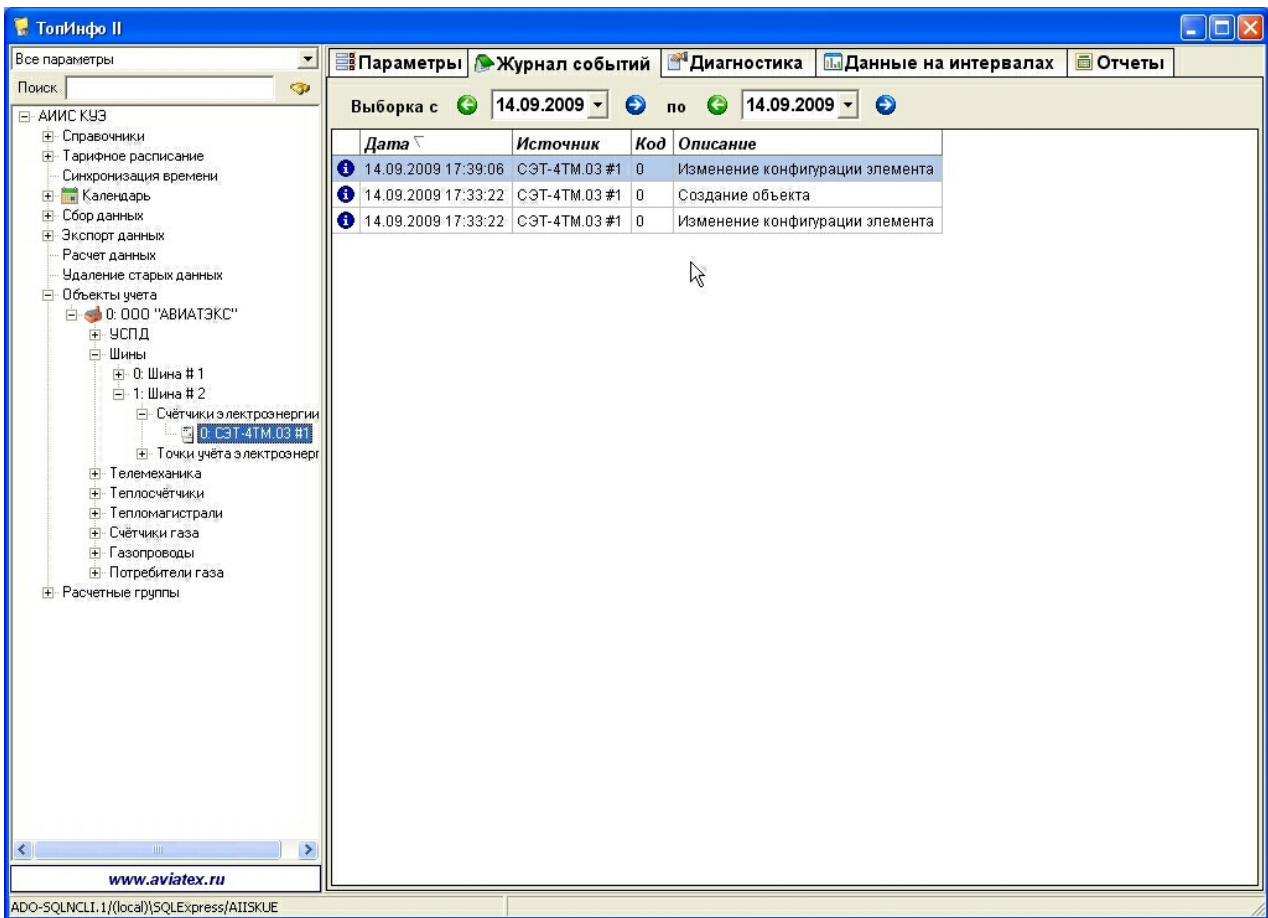 ТопИнфо II
Все параметры
Поиск
АИИС КУЭ
Справочники
Тарифное расписание
Синхронизация времени
Календарь
Сбор данных
Экспорт данных
Расчет данных
Удаление старых данных
Объекты учета
0: ООО "АВИАТЭКС"
УСПД
Шины
0: Шина # 1
1: Шина # 2
Счётчики электроэнергии
0: СЭТ-4ТМ.03 #1
Точки учёта электроэнерг
Телемеханика
Теплосчётчики
Тепломагистрали
Счётчики газа
Газопроводы
Потребители газа
Расчетные группы
www.aviatex.ru
Параметры Журнал событий Диагностика Данные на интервалах Отчеты
Выборка с 14.09.2009 по 14.09.2009
Дата Источник Код Описание
14.09.2009 17:39:06 СЭТ-4ТМ.03 #1 0 Изменение конфигурации элемента
14.09.2009 17:33:22 СЭТ-4ТМ.03 #1 0 Создание объекта
14.09.2009 17:33:22 СЭТ-4ТМ.03 #1 0 Изменение конфигурации элемента
ADO-SQLNCLI.1/(local)\SQLExpress/AIISKUE